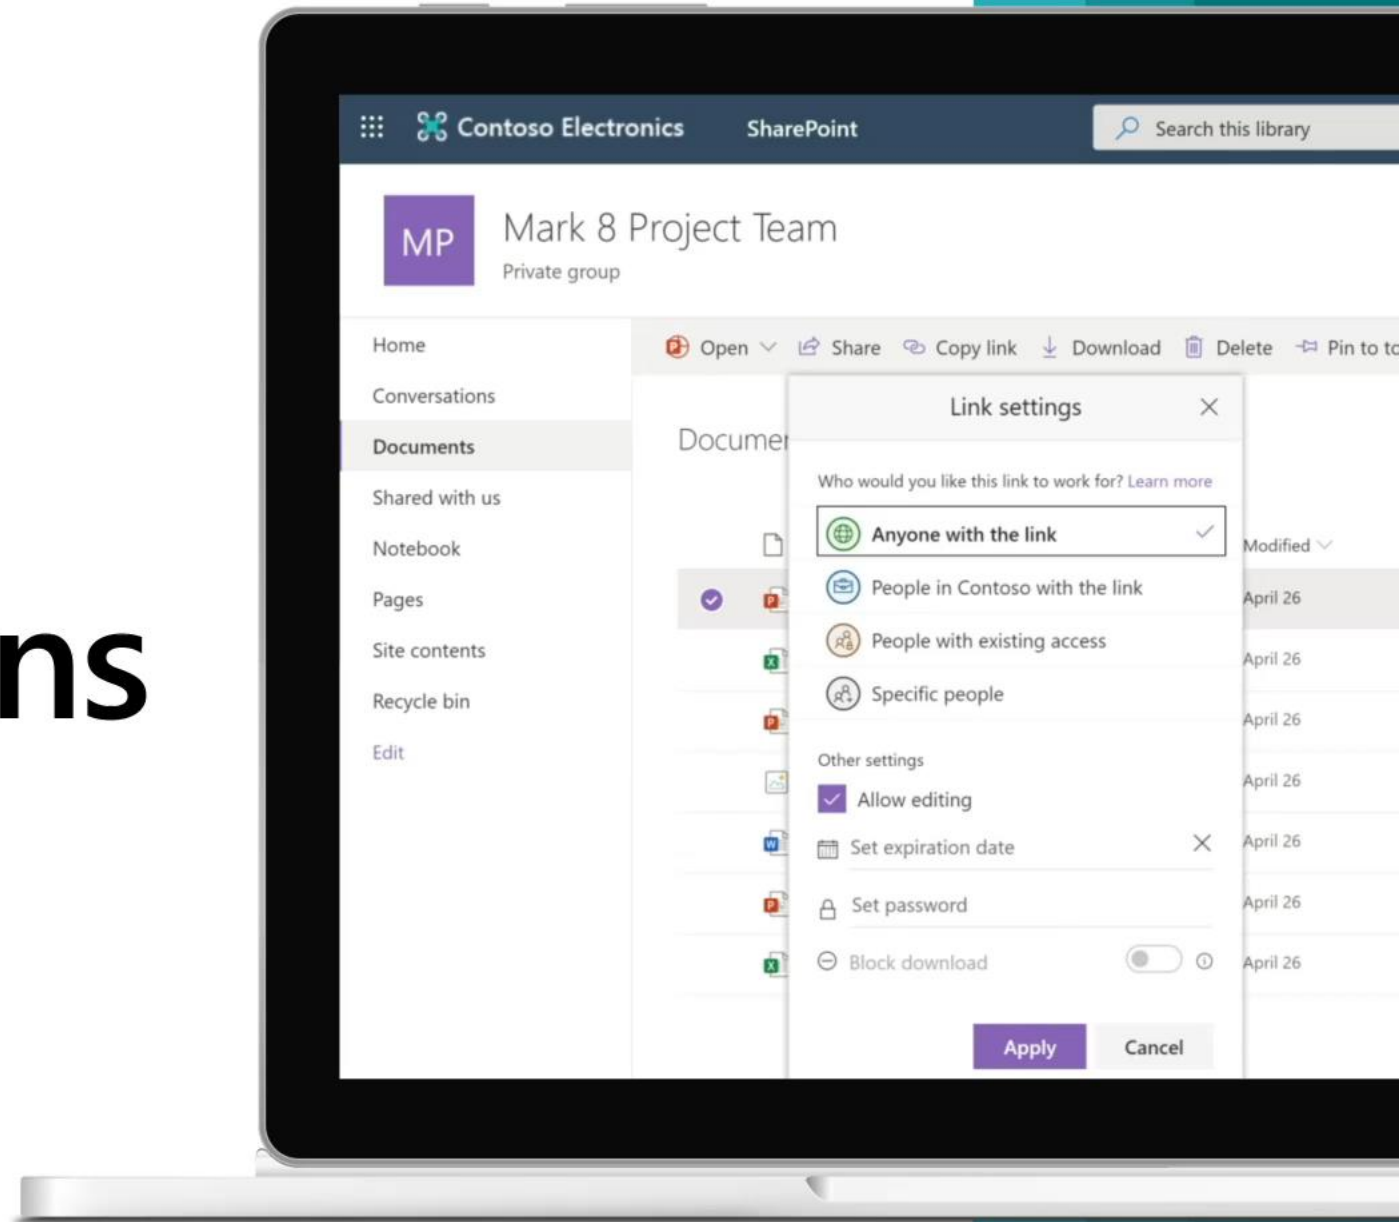 Contoso Electronics SharePoint Search this library
MP Mark 8 Project Team
Private group
Home
Conversations
Documents
Shared with us
Notebook
Pages
Site contents
Recycle bin
Edit
Open Share Copy link Download Delete Pin to to
Documen
Link settings
Who would you like this link to work for? Learn more
Anyone with the link
People in Contoso with the link
People with existing access
Specific people
Other settings
Allow editing
Set expiration date
Set password
Block download
Apply Cancel
Modified
April 26
April 26
April 26
April 26
April 26
April 26
April 26
ns